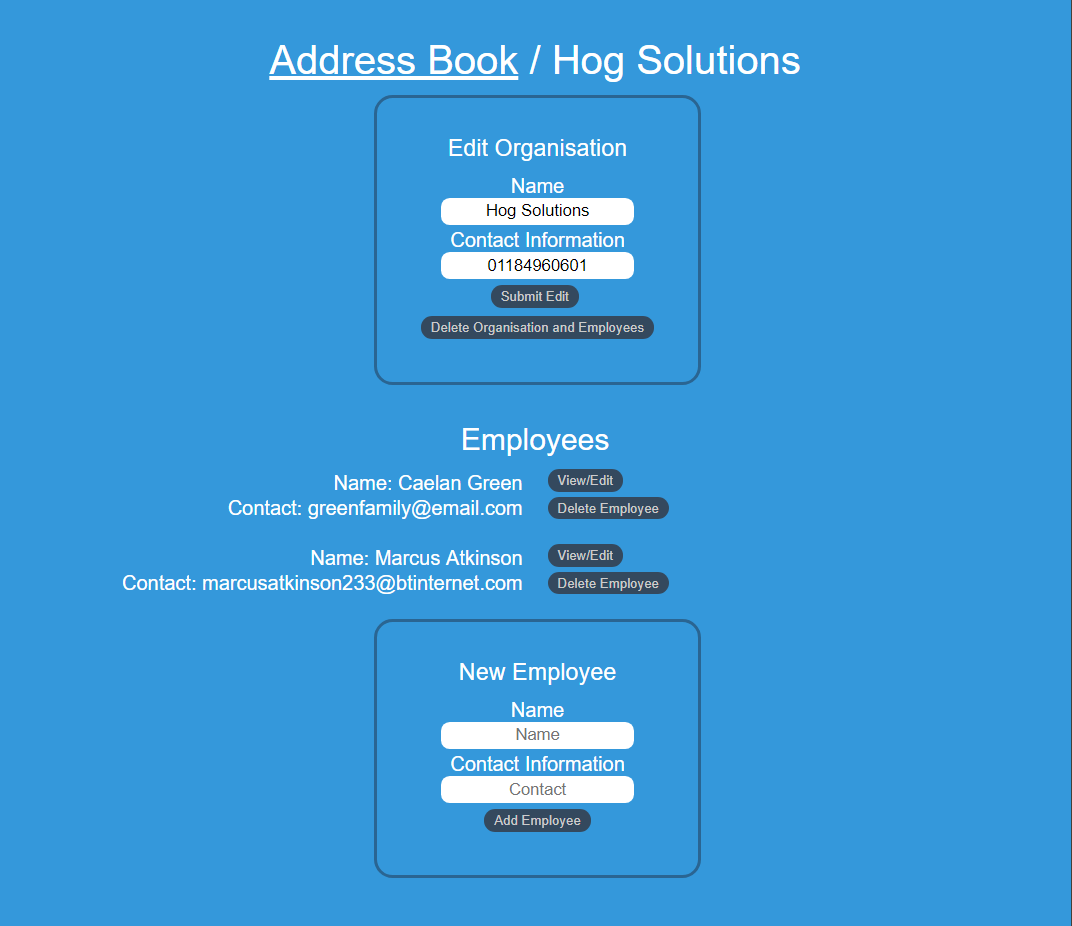 Address Book / Hog Solutions
Edit Organisation
Name
Hog Solutions
Contact Information
01184960601
Submit Edit
Delete Organisation and Employees
Employees
Name: Caelan Green View/Edit
Contact: greenfamily@email.com Delete Employee
Name: Marcus Atkinson View/Edit
Contact: marcusatkinson233@btinternet.com Delete Employee
New Employee
Name
Name
Contact Information
Contact
Add Employee